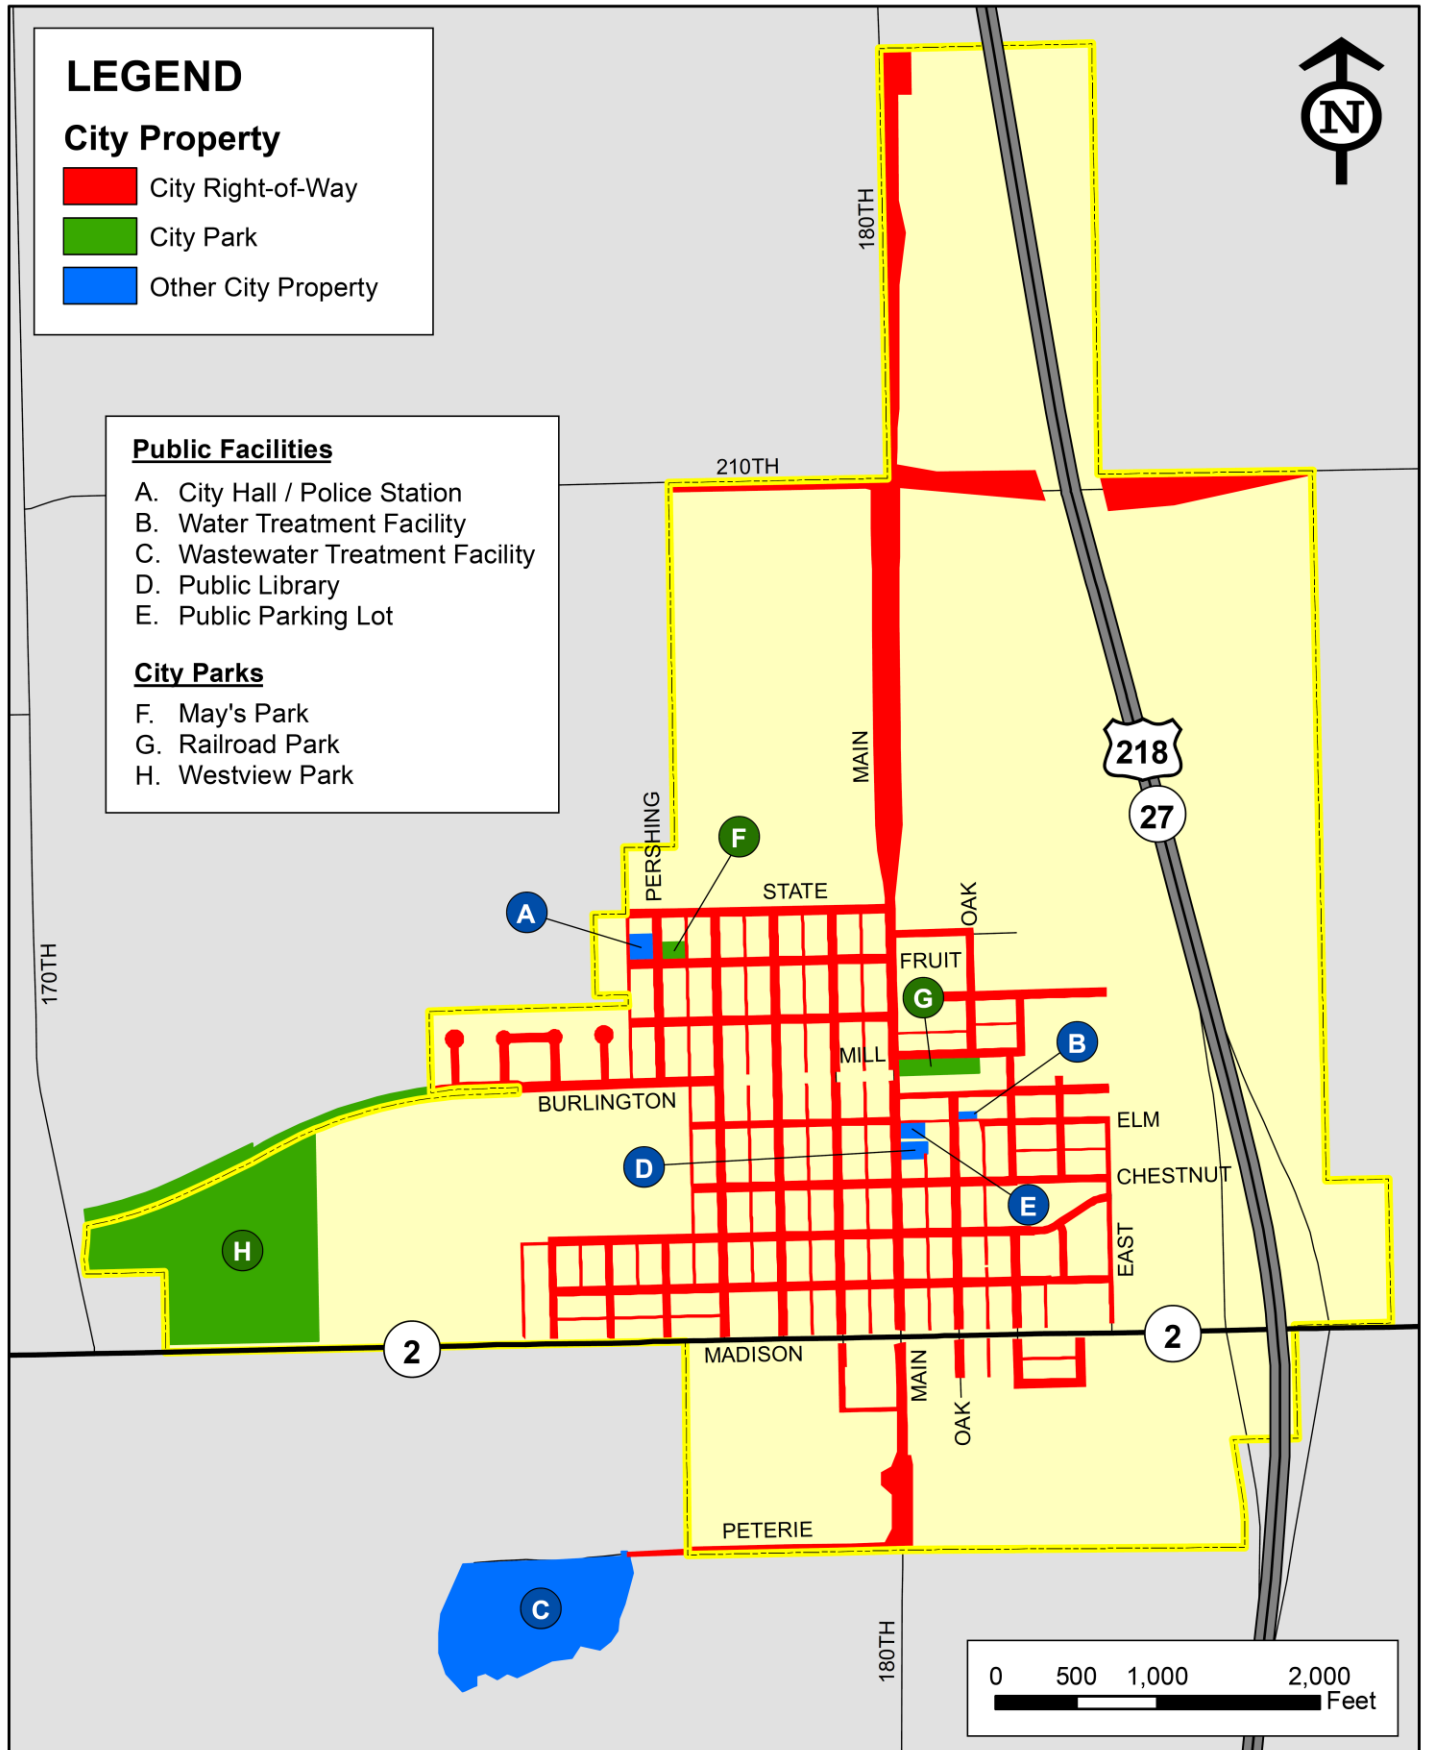 LEGEND
City Property
City Right-of-Way
City Park
Other City Property
N
180TH
Public Facilities
A. City Hall / Police Station
B. Water Treatment Facility
C. Wastewater Treatment Facility
D. Public Library
E. Public Parking Lot
City Parks
F. May's Park
G. Railroad Park
H. Westview Park
210TH
MAIN
218
27
PERSHING
F
STATE
A
OAK
FRUIT
170TH
G
MILL
B
BURLINGTON
ELM
D
CHESTNUT
E
EAST
H
2
2
MADISON
MAIN
OAK
PETERIE
C
180TH
0 500 1,000 2,000
Feet